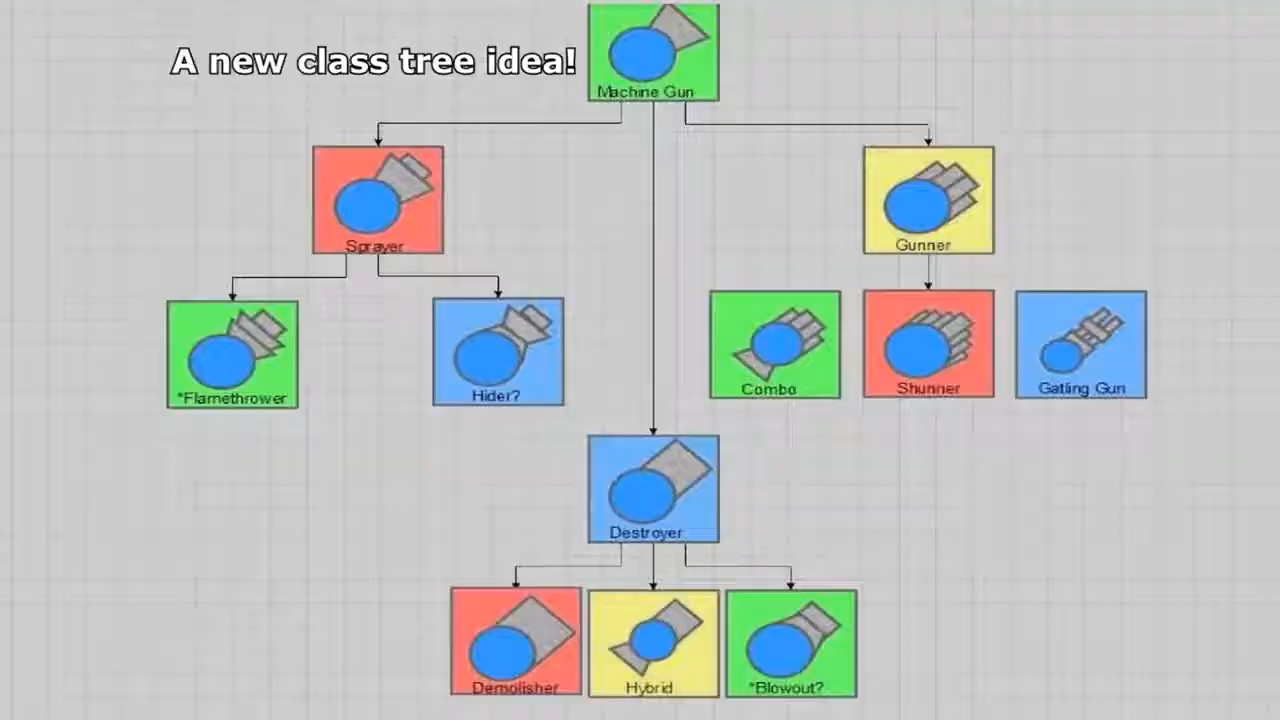 A new class tree idea!
Machine Gun
Sprayer
Gunner
*Flamethrower
Hider?
Combo
Shunner
Gatling Gun
Destroyer
Demolisher
Hybrid
*Blowout?